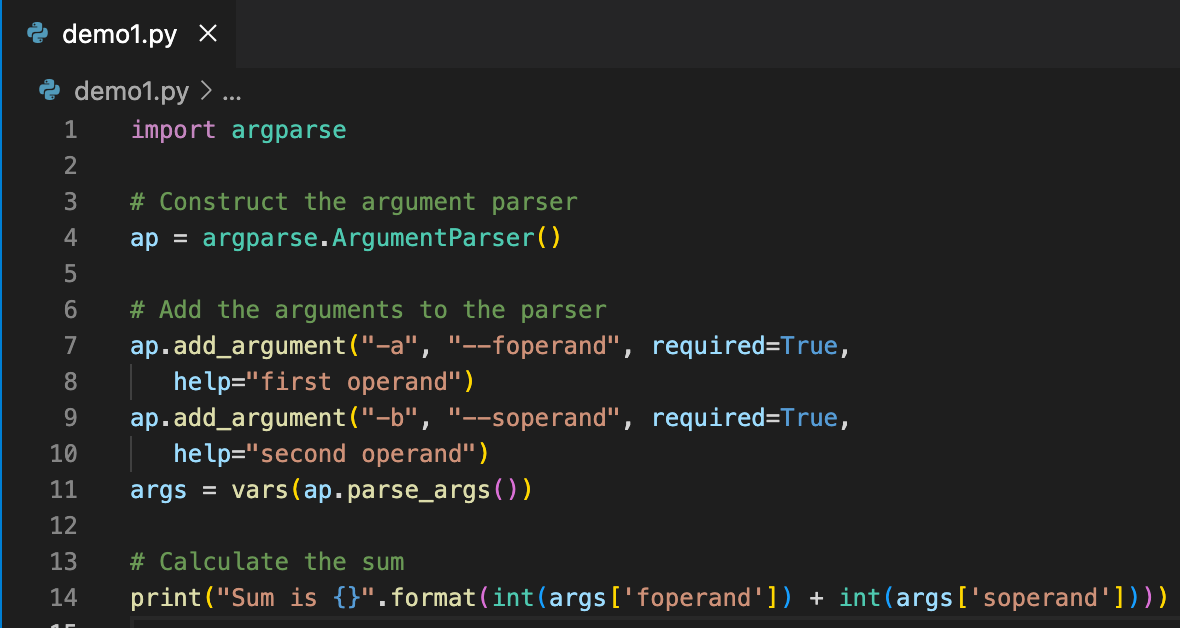 demo1.py ×
demo1.py > ...
1 import argparse
2
3 # Construct the argument parser
4 ap = argparse.ArgumentParser()
5
6 # Add the arguments to the parser
7 ap.add_argument("-a", "--foperand", required=True,
8    help="first operand")
9 ap.add_argument("-b", "--soperand", required=True,
10    help="second operand")
11 args = vars(ap.parse_args())
12
13 # Calculate the sum
14 print("Sum is {}".format(int(args['foperand']) + int(args['soperand'])))
15